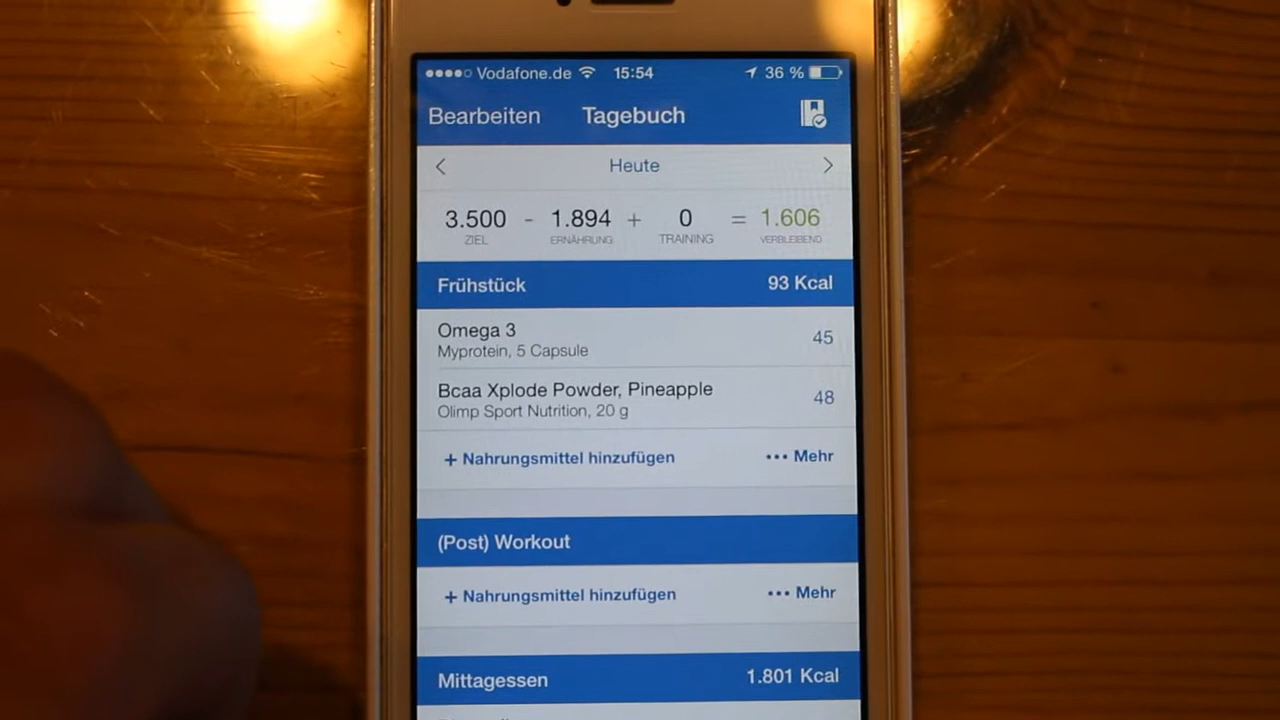 Vodafone.de 15:54 36 %
Bearbeiten Tagebuch
Heute
3.500 - 1.894 + 0 = 1.606
ZIEL ERNÄHRUNG TRAINING VERBLEIBEND
Frühstück 93 Kcal
Omega 3 45
Myprotein, 5 Capsule
Bcaa Xplode Powder, Pineapple 48
Olimp Sport Nutrition, 20 g
+ Nahrungsmittel hinzufügen ••• Mehr
(Post) Workout
+ Nahrungsmittel hinzufügen ••• Mehr
Mittagessen 1.801 Kcal